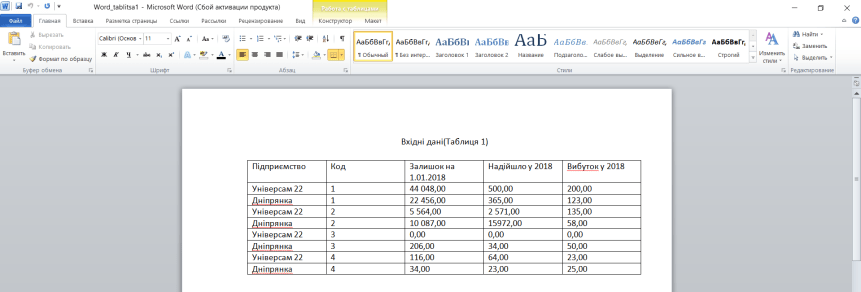 Word_tablitsa1 - Microsoft Word (Сбой активации продукта)
Файл Главная Вставка Разметка страницы Ссылки Рассылки Рецензирование Вид Конструктор Макет
Вставить
Вырезать
Копировать
Формат по образцу
Буфер обмена
Calibri (Основ 11
Ж К Ч
Шрифт
Абзац
АаБбВвГг, АаБбВвГг, АаБбВ АаБбВв АаБ АаБбВв. АаБбВвГг, АаБбВвГг, АаБбВвГг АаБбВвГг,
¶ Обычный ¶ Без интер... Заголовок 1 Заголовок 2 Название Подзаголо... Слабое вы... Выделение Сильное в... Строгий
Стили
Изменить стили
Найти
Заменить
Выделить
Редактирование
Вхідні дані(Таблиця 1)
Підприємство Код Залишок на 1.01.2018 Надійшло у 2018 Вибуток у 2018
Універсам 22 1 44 048,00 500,00 200,00
Дніпрянка 1 22 456,00 365,00 123,00
Універсам 22 2 5 564,00 2 571,00 135,00
Дніпрянка 2 10 087,00 15972,00 58,00
Універсам 22 3 0,00 0,00 0,00
Дніпрянка 3 206,00 34,00 50,00
Універсам 22 4 116,00 64,00 23,00
Дніпрянка 4 34,00 23,00 25,00